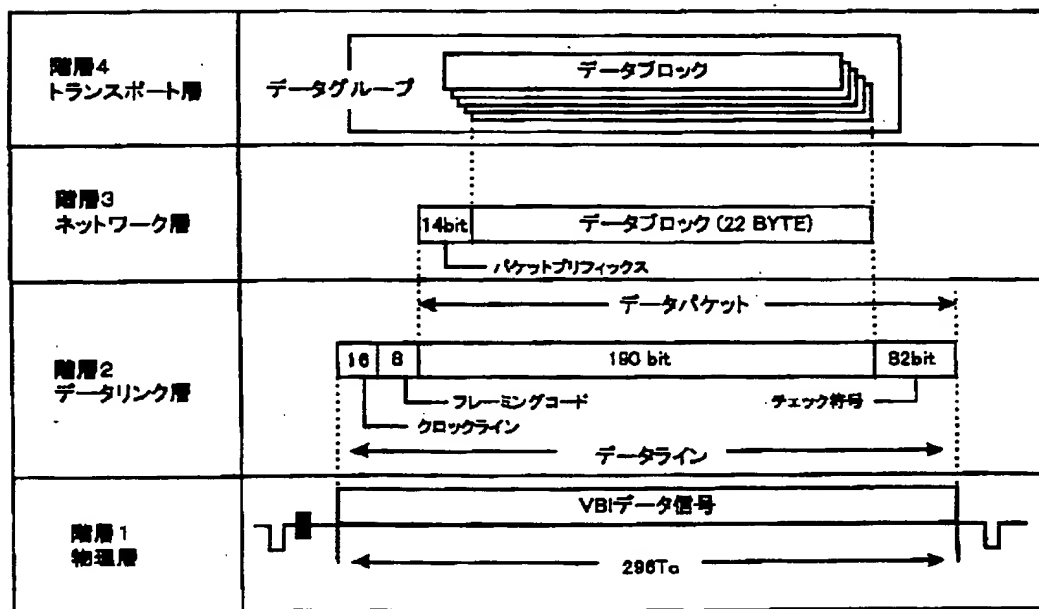 階層4
トランスポート層
データグループ
データブロック
階層3
ネットワーク層
14bit
データブロック(22 BYTE)
パケットプリフィックス
データパケット
階層2
データリンク層
16
8
190 bit
82bit
フレーミングコード
チェック符号
クロックライン
データライン
階層1
物理層
VBIデータ信号
296Ta